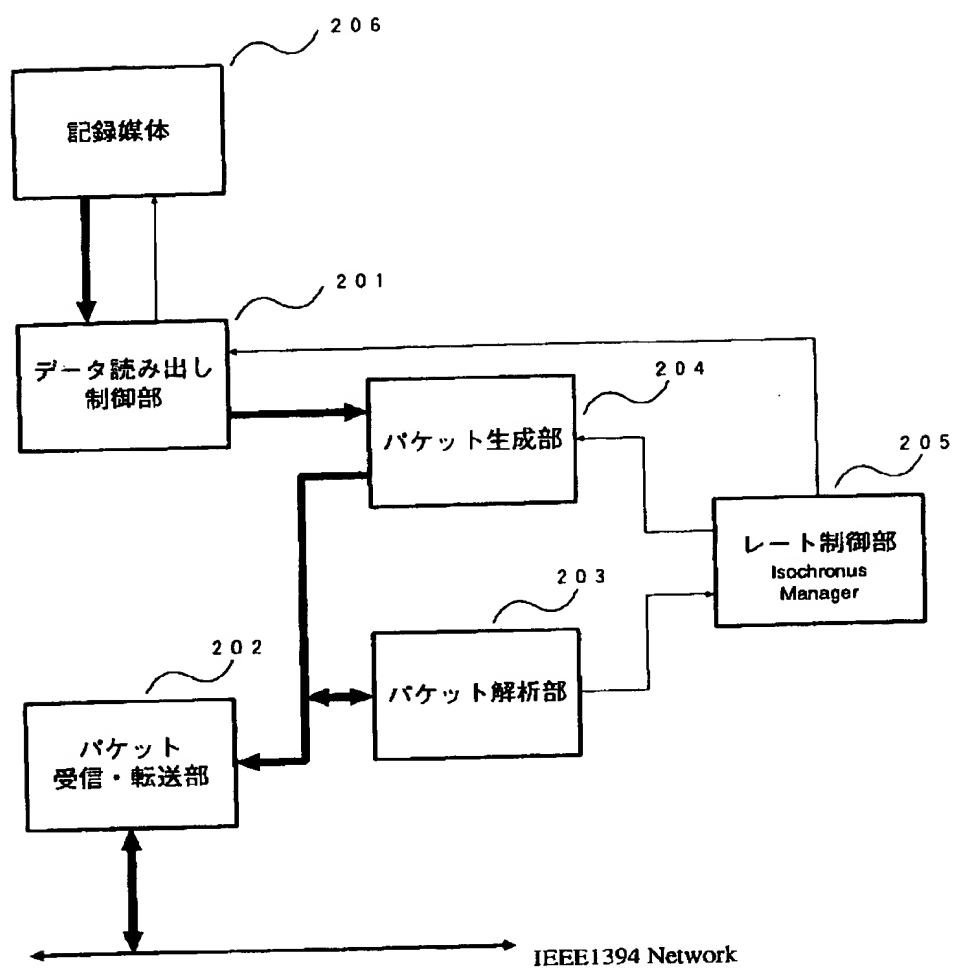 206
記録媒体
201
データ読み出し
制御部
204
パケット生成部
205
レート制御部
Isochronus
Manager
203
パケット解析部
202
パケット
受信・転送部
IEEE1394 Network